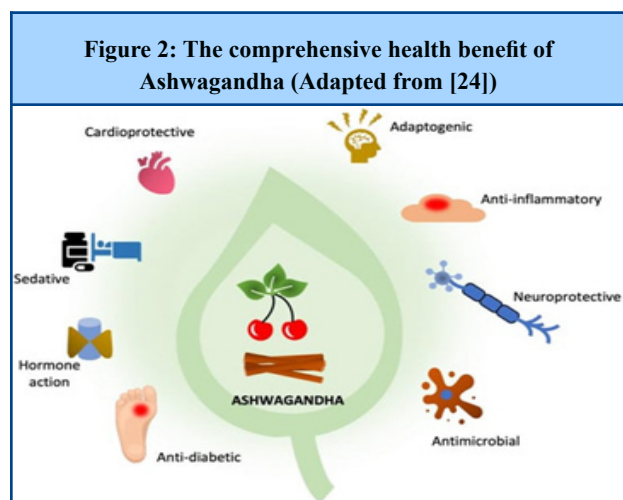 Figure 2: The comprehensive health benefit of
Ashwagandha (Adapted from [24])
Cardioprotective
Adaptogenic
Anti-inflammatory
Sedative
Neuroprotective
Hormone
action
ASHWAGANDHA
Antimicrobial
Anti-diabetic